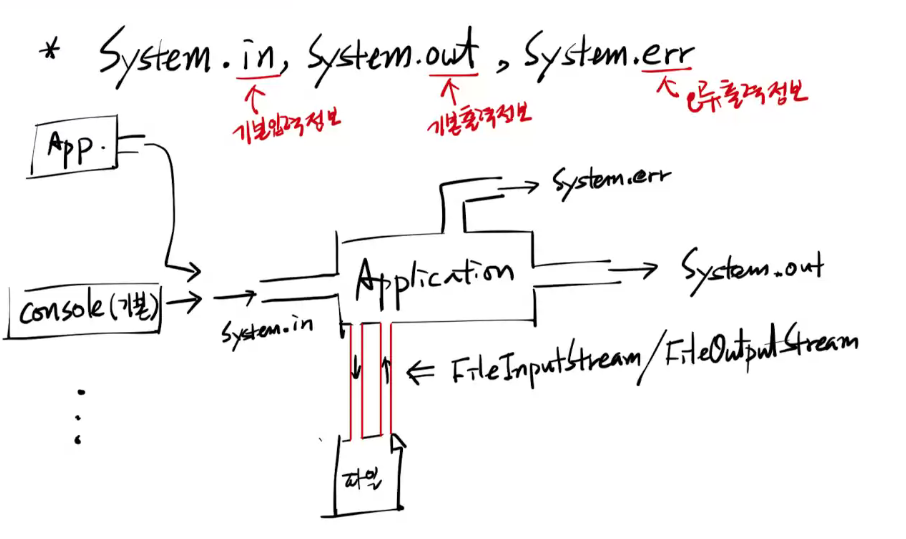 * System.in, System.out, System.err
기본입력정보
기본출력정보
e류출력정보
App.
System.err
Application
System.out
console(기본)
System.in
⇐ FileInputStream/FileOutputStream
파일